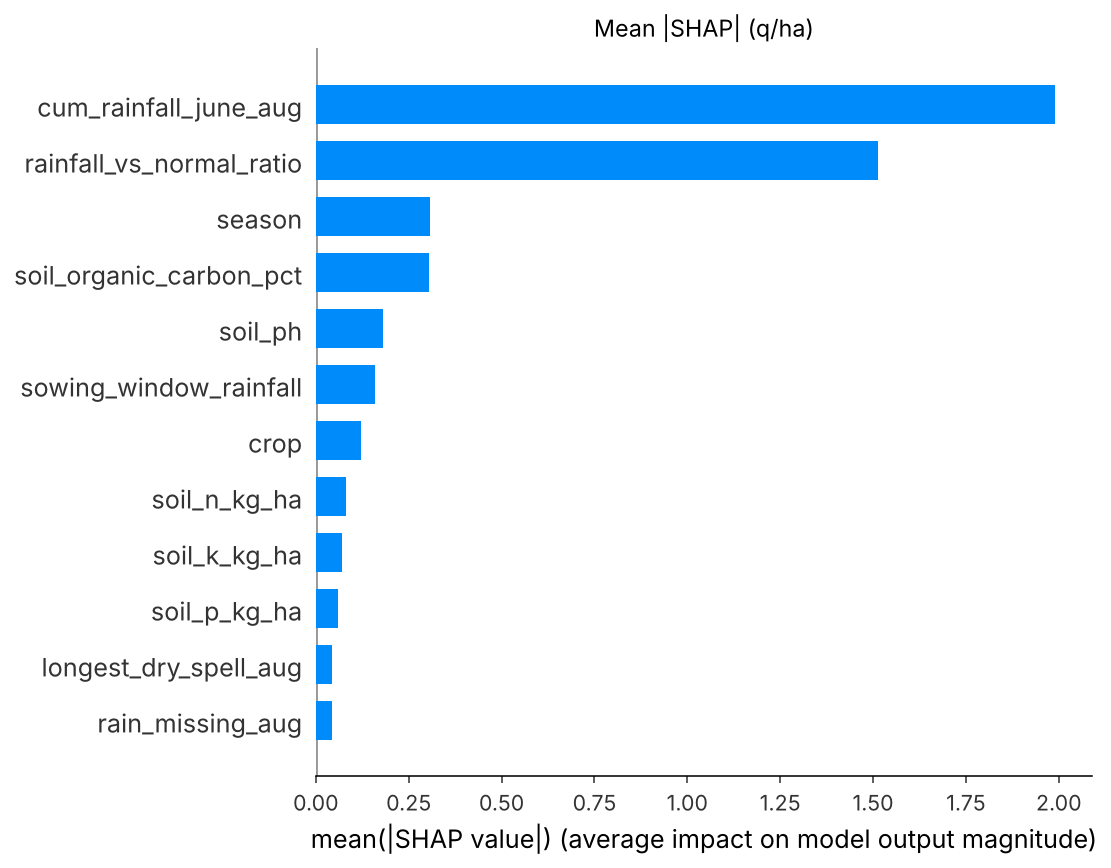 Mean |SHAP| (q/ha)
cum_rainfall_june_aug
rainfall_vs_normal_ratio
season
soil_organic_carbon_pct
soil_ph
sowing_window_rainfall
crop
soil_n_kg_ha
soil_k_kg_ha
soil_p_kg_ha
longest_dry_spell_aug
rain_missing_aug
0.00 0.25 0.50 0.75 1.00 1.25 1.50 1.75 2.00
mean(|SHAP value|) (average impact on model output magnitude)